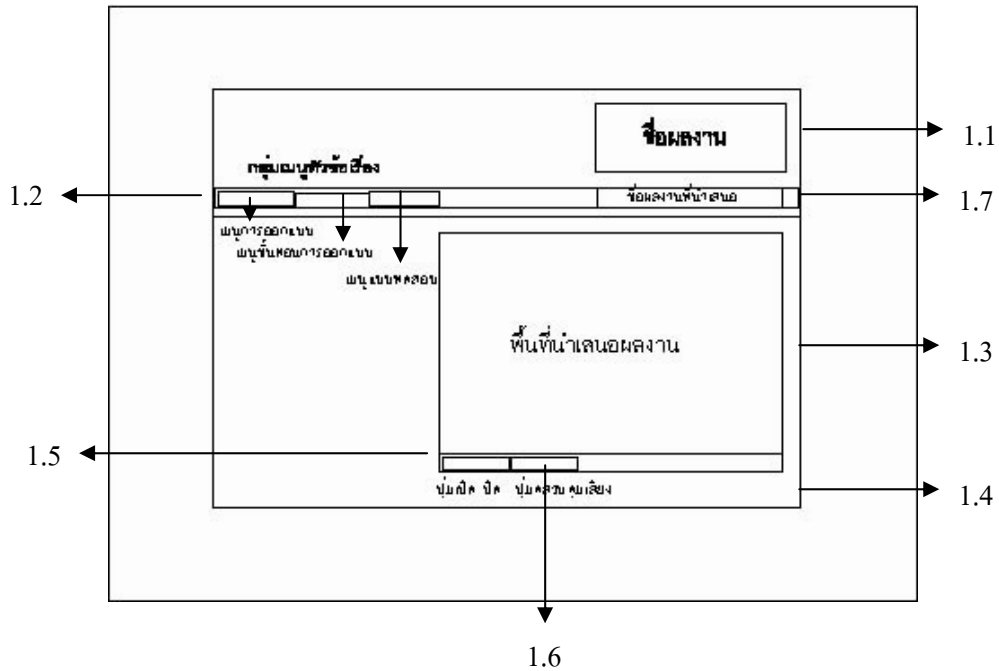 ชื่อผลงาน
1.1
กลุ่มเมนูหัวข้อเรื่อง
1.2
ชื่อผลงานที่นำเสนอ
1.7
เมนูการออกแบบ
เมนูขั้นตอนการออกแบบ
เมนูแบบทดสอบ
พื้นที่นำเสนอผลงาน
1.3
1.5
ปุ่มเปิด ปิด ปุ่มควบคุมเสียง
1.4
1.6